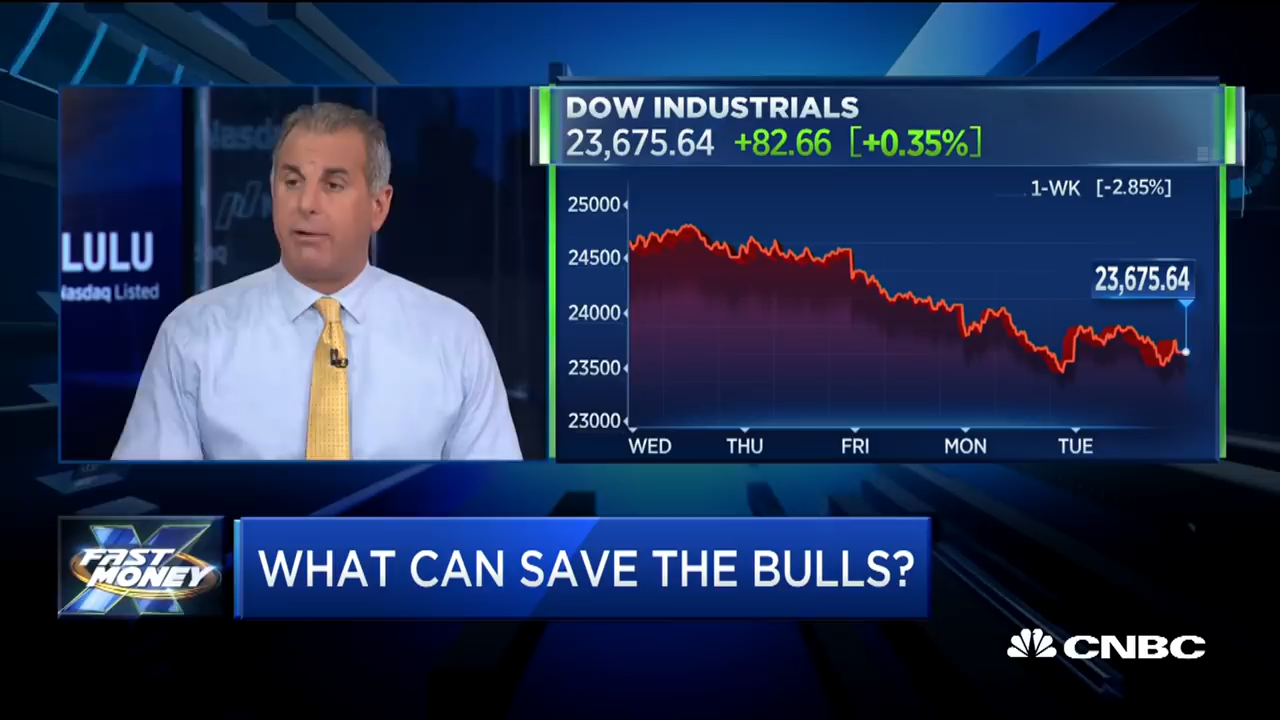 Nasdaq
LULU
Nasdaq Listed
DOW INDUSTRIALS
23,675.64 +82.66 [+0.35%]
1-WK [-2.85%]
25000
24500
24000
23500
23000
23,675.64
WED THU FRI MON TUE
FAST
MONEY
WHAT CAN SAVE THE BULLS?
CNBC